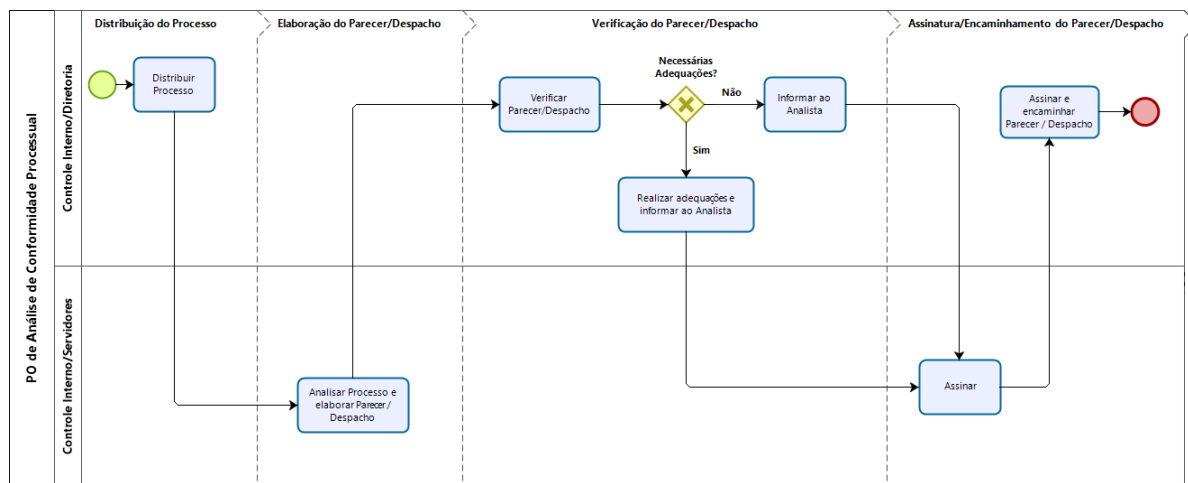 PO de Análise de Conformidade Processual
Controle Interno/Diretoria
Controle Interno/Servidores
Distribuição do Processo
Elaboração do Parecer/Despacho
Verificação do Parecer/Despacho
Assinatura/Encaminhamento do Parecer/Despacho
Distribuir
Processo
Analisar Processo e
elaborar Parecer/
Despacho
Verificar
Parecer/Despacho
Necessárias
Adequações?
Não
Sim
Informar ao
Analista
Realizar adequações e
informar ao Analista
Assinar
Assinar e
encaminhar
Parecer / Despacho